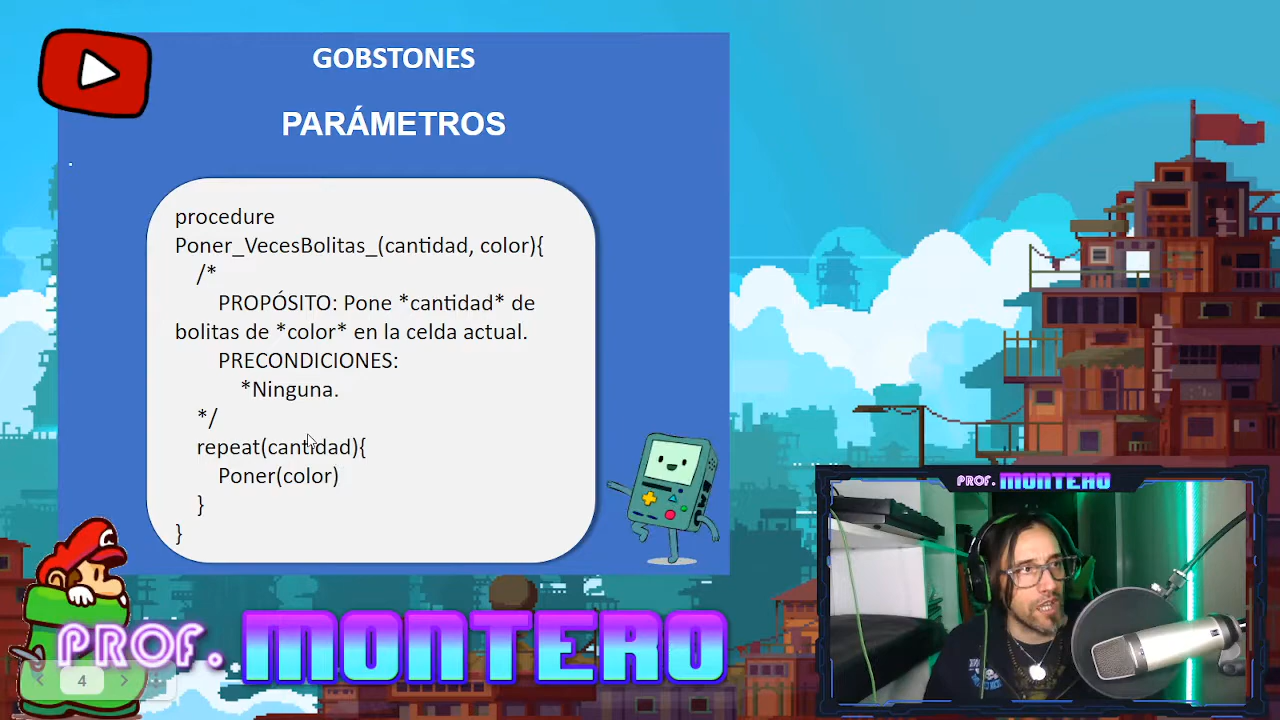 GOBSTONES
PARÁMETROS
.
procedure
Poner_VecesBolitas_(cantidad, color){
/*
PROPÓSITO: Pone *cantidad* de
bolitas de *color* en la celda actual.
PRECONDICIONES:
*Ninguna.
*/
repeat(cantidad){
Poner(color)
}
}
PROF. MONTERO
PROF. MONTERO
4